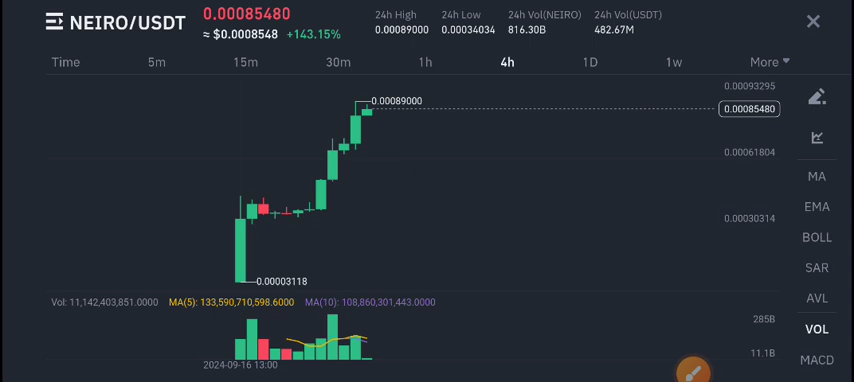 NEIRO/USDT
0.00085480
≈ $0.0008548 +143.15%
24h High
0.00089000
24h Low
0.00034034
24h Vol(NEIRO)
816.30B
24h Vol(USDT)
482.67M
Time 5m 15m 30m 1h 4h 1D 1w More
0.00093295
0.00089000
0.00085480
0.00061804
0.00030314
0.00003118
MA
EMA
BOLL
SAR
AVL
VOL
MACD
Vol: 11,142,403,851.0000 MA(5): 133,590,710,598.6000 MA(10): 108,860,301,443.0000
285B
11.1B
2024-09-16 13:00